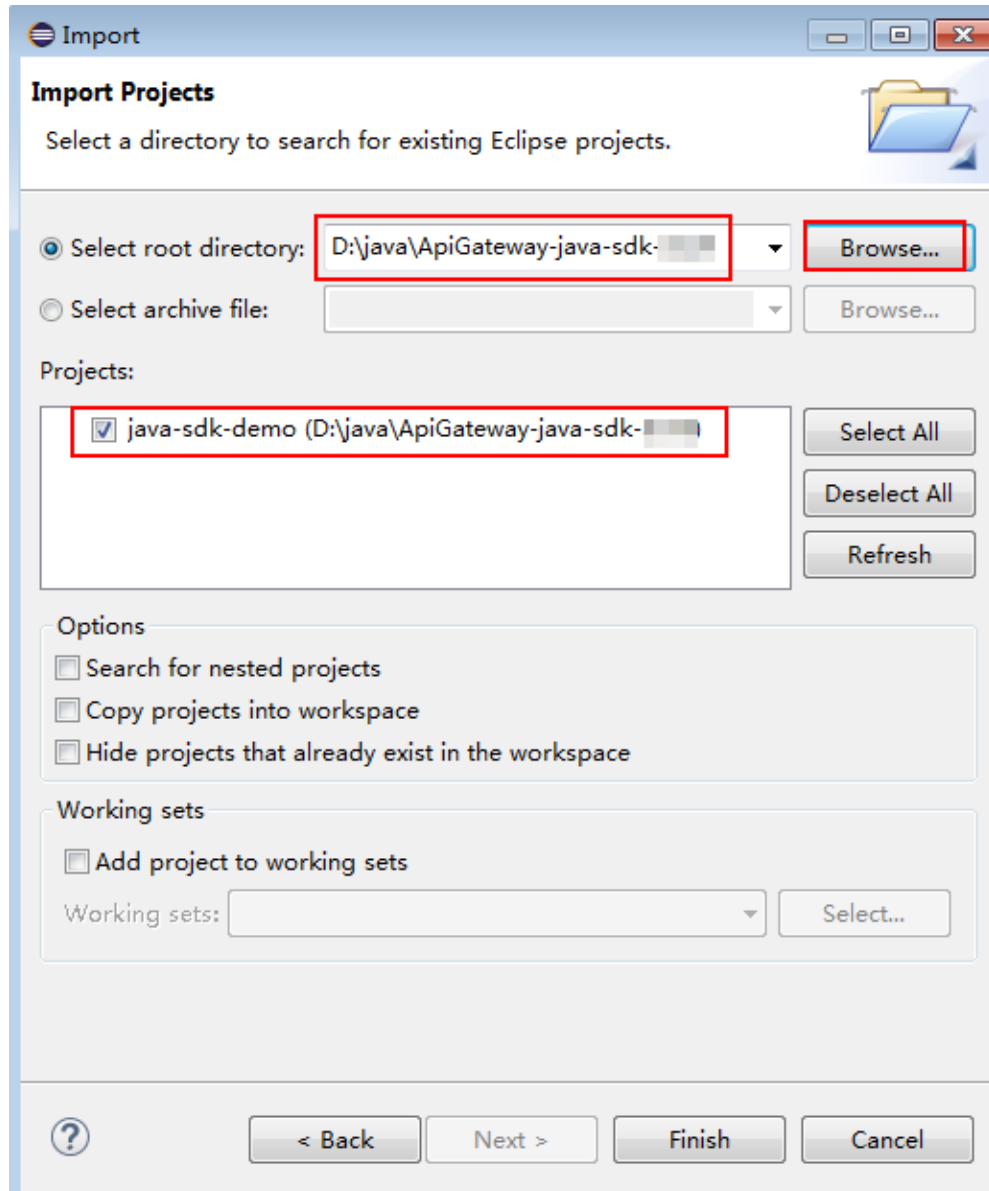 Import
Import Projects
Select a directory to search for existing Eclipse projects.
Select root directory: D:\java\ApiGateway-java-sdk- Browse...
Select archive file: Browse...
Projects:
java-sdk-demo (D:\java\ApiGateway-java-sdk- ) Select All
Deselect All
Refresh
Options
Search for nested projects
Copy projects into workspace
Hide projects that already exist in the workspace
Working sets
Add project to working sets
Working sets: Select...
? < Back Next > Finish Cancel